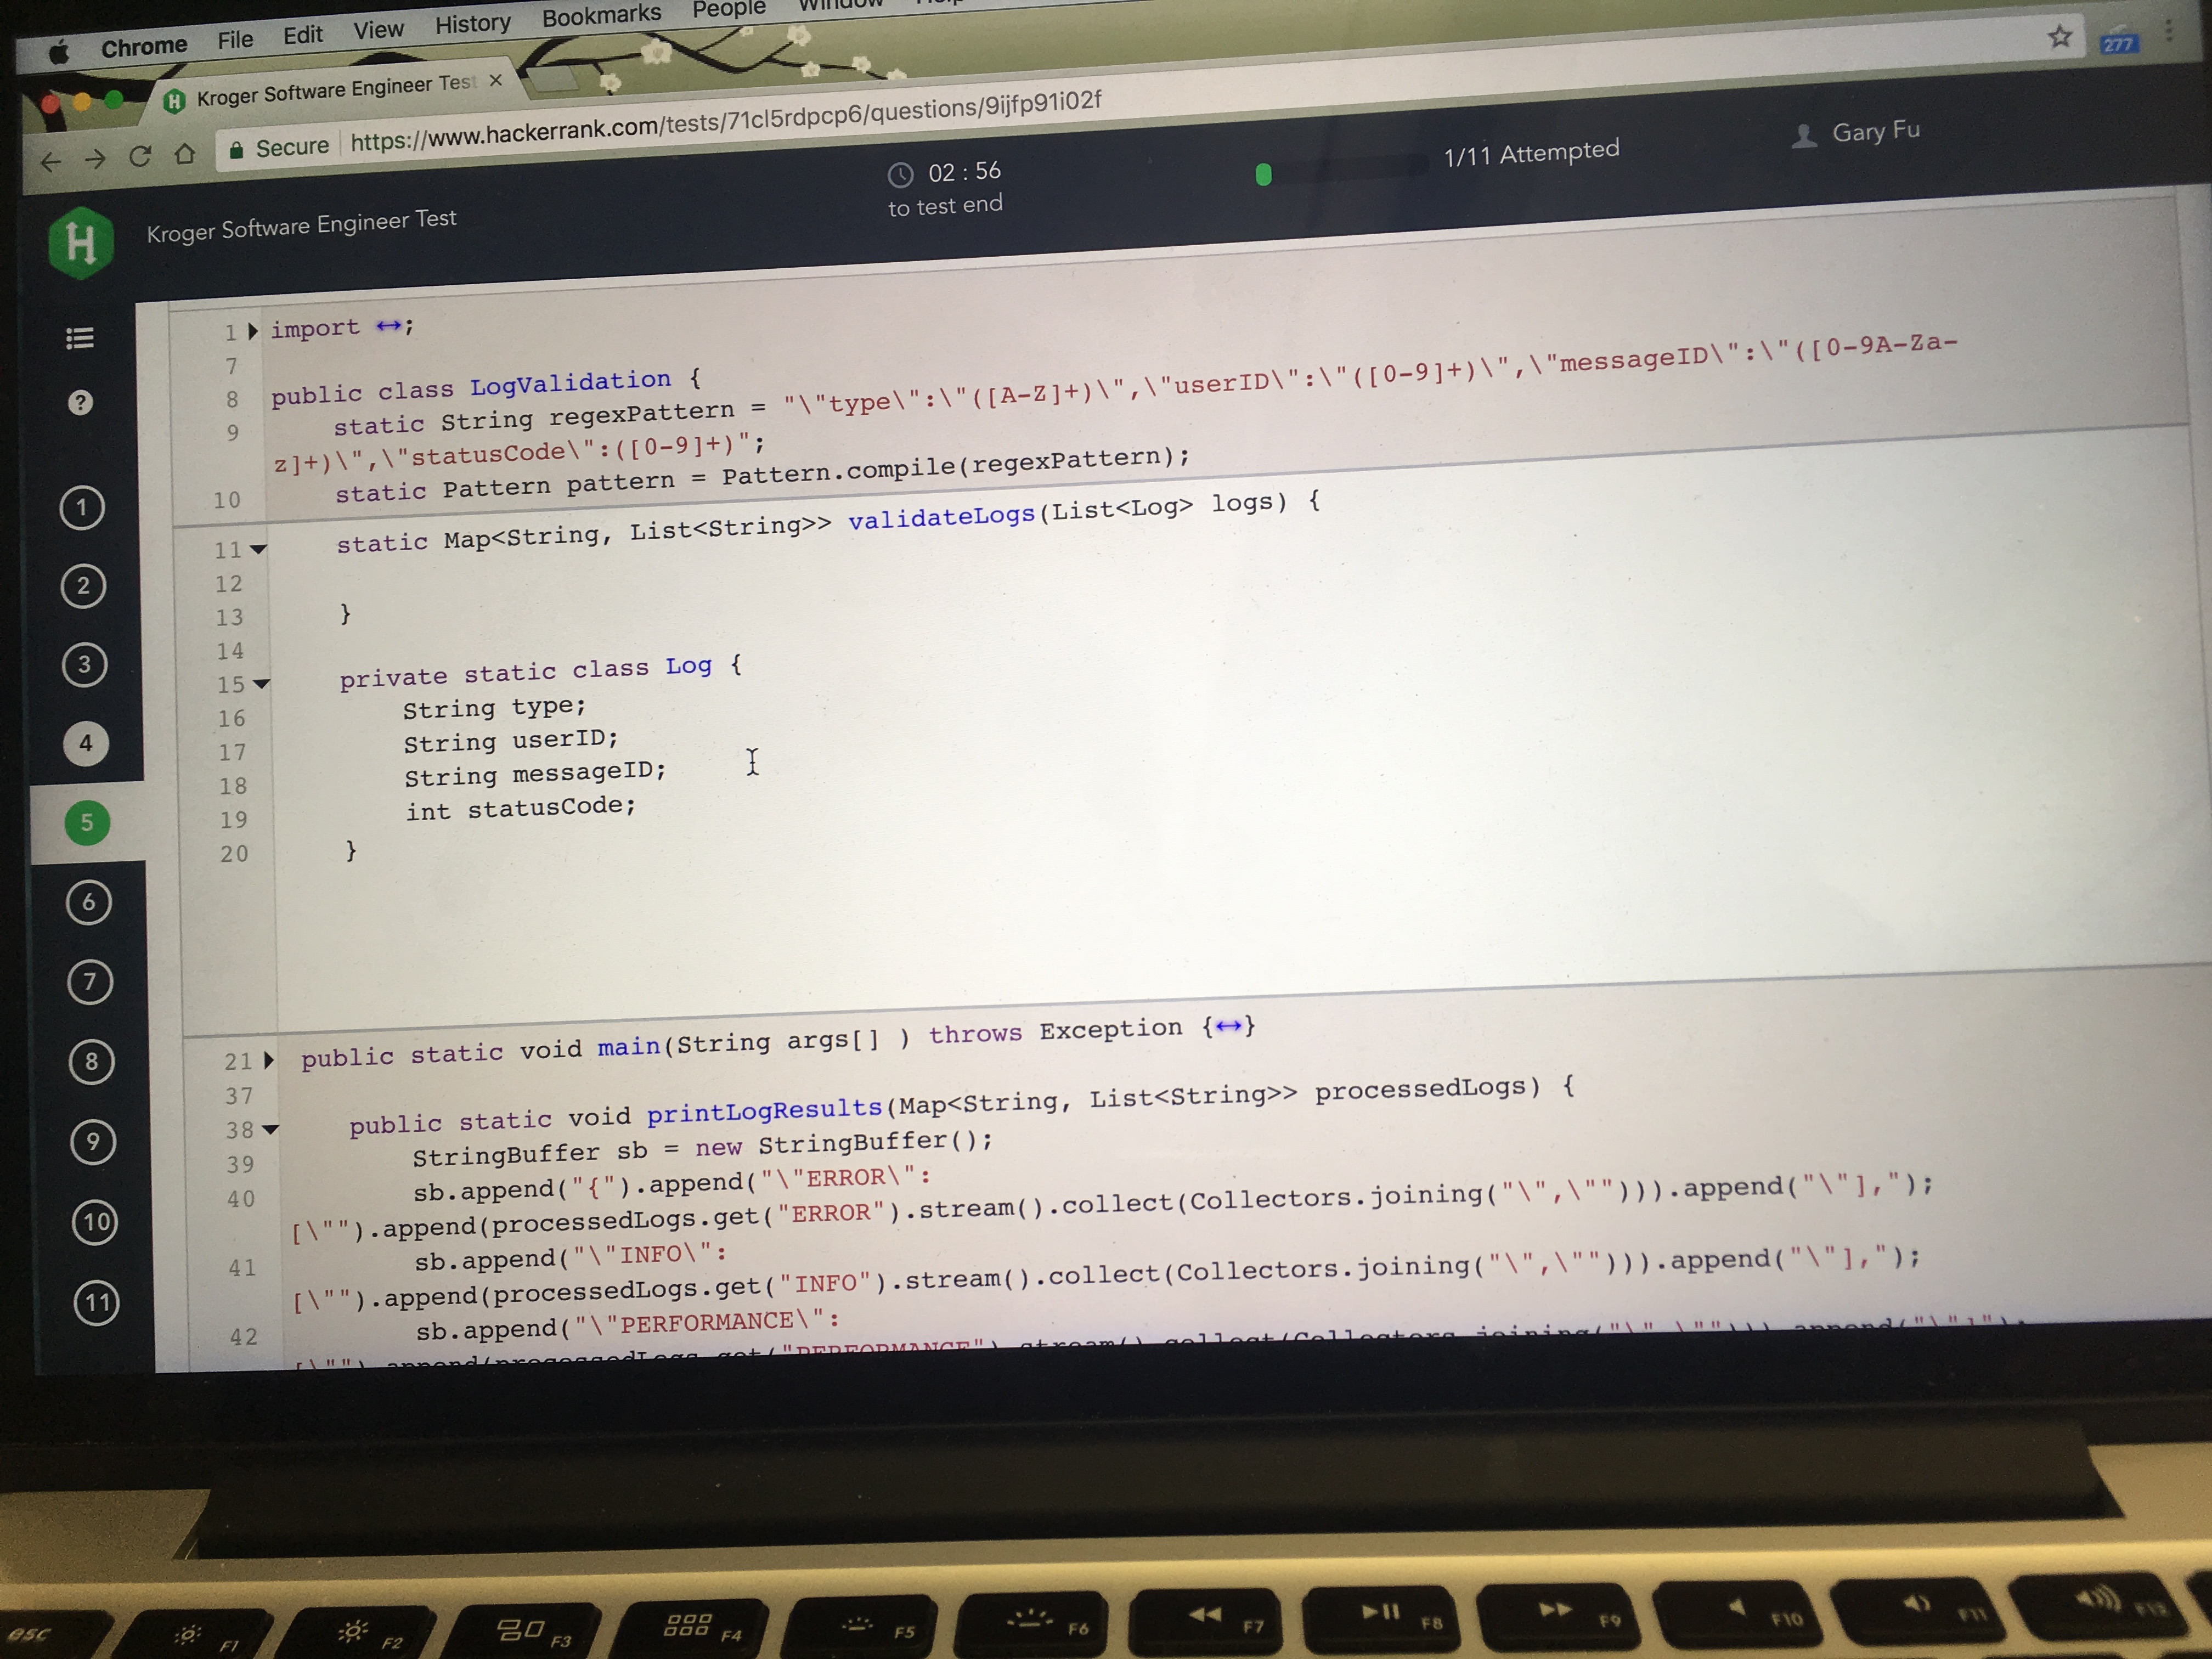 Chrome File Edit View History Bookmarks People Window
Kroger Software Engineer Test ×
Secure https://www.hackerrank.com/tests/71cl5rdpcp6/questions/9ijfp91i02f
277
H
Kroger Software Engineer Test
02 : 56
to test end
1/11 Attempted
Gary Fu
?
1
2
3
4
5
6
7
8
9
10
11
1 import ↔;
7
8 public class LogValidation {
9 static String regexPattern = "\"type\":\"([A-Z]+)\",\"userID\":\"([0-9]+)\",\"messageID\":\"([0-9A-Za-
z]+)\",\"statusCode\":([0-9]+)";
10 static Pattern pattern = Pattern.compile(regexPattern);
11 static Map<String, List<String>> validateLogs(List<Log> logs) {
12
13 }
14
15 private static class Log {
16 String type;
17 String userID;
18 String messageID;
19 int statusCode;
20 }
21 public static void main(String args[] ) throws Exception {↔}
37
38 public static void printLogResults(Map<String, List<String>> processedLogs) {
39 StringBuffer sb = new StringBuffer();
40 sb.append("{").append("\"ERROR\":
[\"").append(processedLogs.get("ERROR").stream().collect(Collectors.joining("\",\""))).append("\"],");
41 sb.append("\"INFO\":
[\"").append(processedLogs.get("INFO").stream().collect(Collectors.joining("\",\""))).append("\"],");
42 sb.append("\"PERFORMANCE\":
[\"").append(processedLogs.get("PERFORMANCE").stream().collect(Collectors.joining("\",\""))).append("\"]");
esc F1 F2 F3 F4 F5 F6 F7 F8 F9 F10 F11 F12